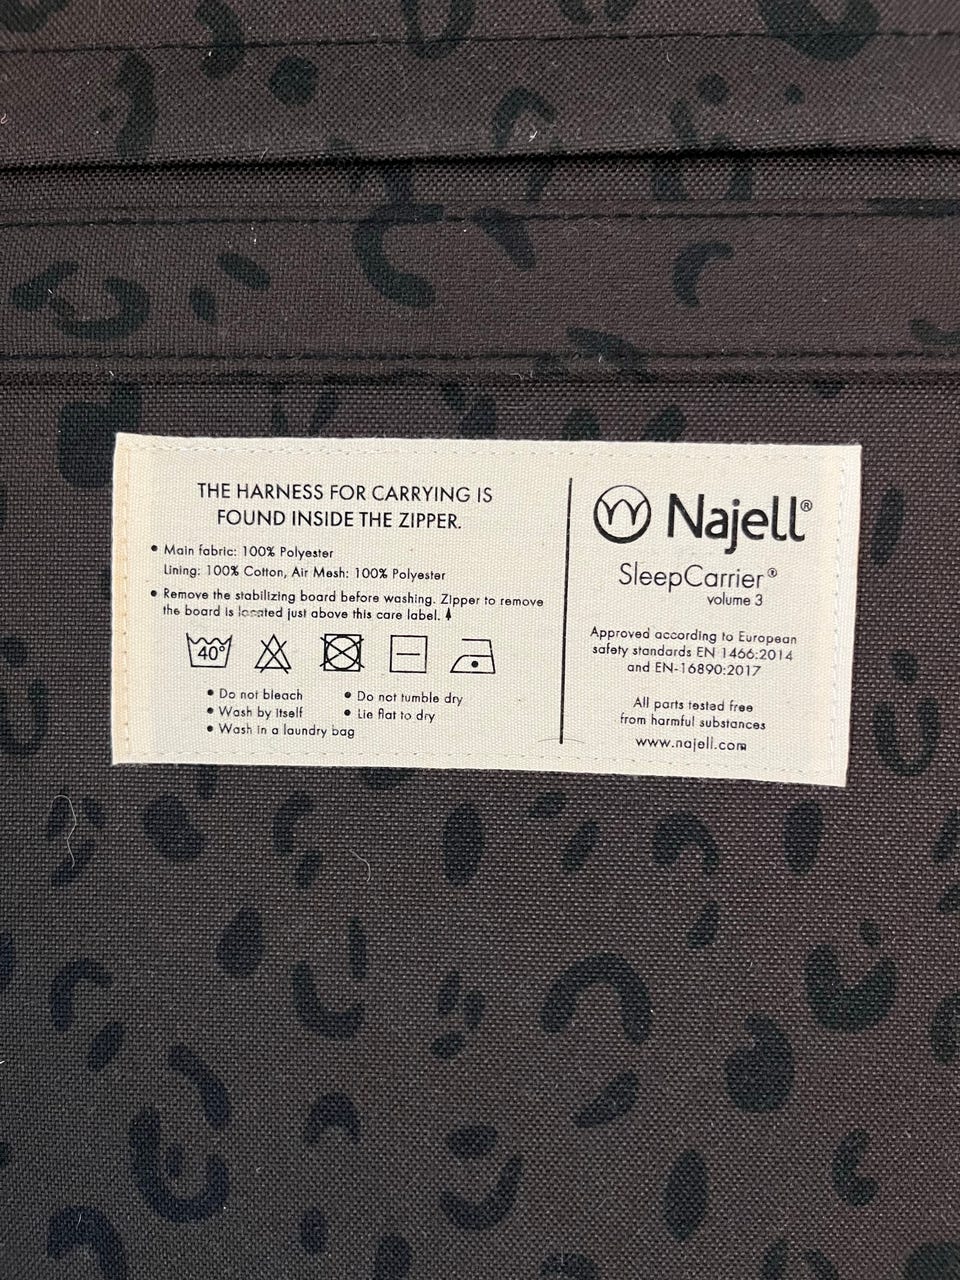 THE HARNESS FOR CARRYING IS
FOUND INSIDE THE ZIPPER.
• Main fabric: 100% Polyester
Lining: 100% Cotton, Air Mesh: 100% Polyester
• Remove the stabilizing board before washing. Zipper to remove
the board is located just above this care label.
40°
• Do not bleach
• Wash by Itself
• Wash in a laundry bag
• Do not tumble dry
• Lie flat to dry
Najell®
SleepCarrier®
volume 3
Approved according to European
safety standards EN 1466:2014
and EN-16890:2017
All parts tested free
from harmful substances
www.najell.com